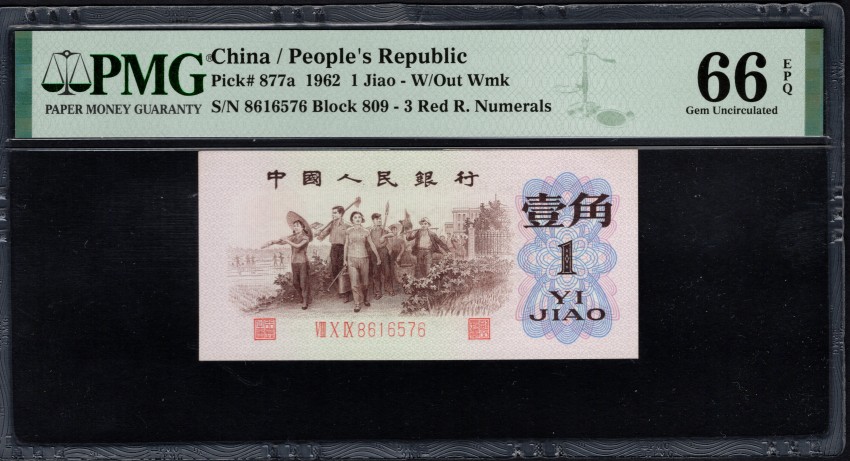 PMG
PAPER MONEY GUARANTY
China / People's Republic
Pick# 877a 1962 1 Jiao - W/Out Wmk
S/N 8616576 Block 809 - 3 Red R. Numerals
66
EPQ
Gem Uncirculated
中國人民銀行
壹角
1
YI
JIAO
Ⅷ Ⅹ Ⅸ 8616576